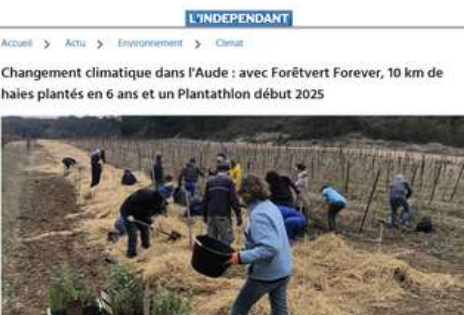 L'INDEPENDANT
Accueil > Actu > Environnement > Climat
Changement climatique dans l'Aude : avec Forêtvert Forever, 10 km de
haies plantés en 6 ans et un Plantathlon début 2025